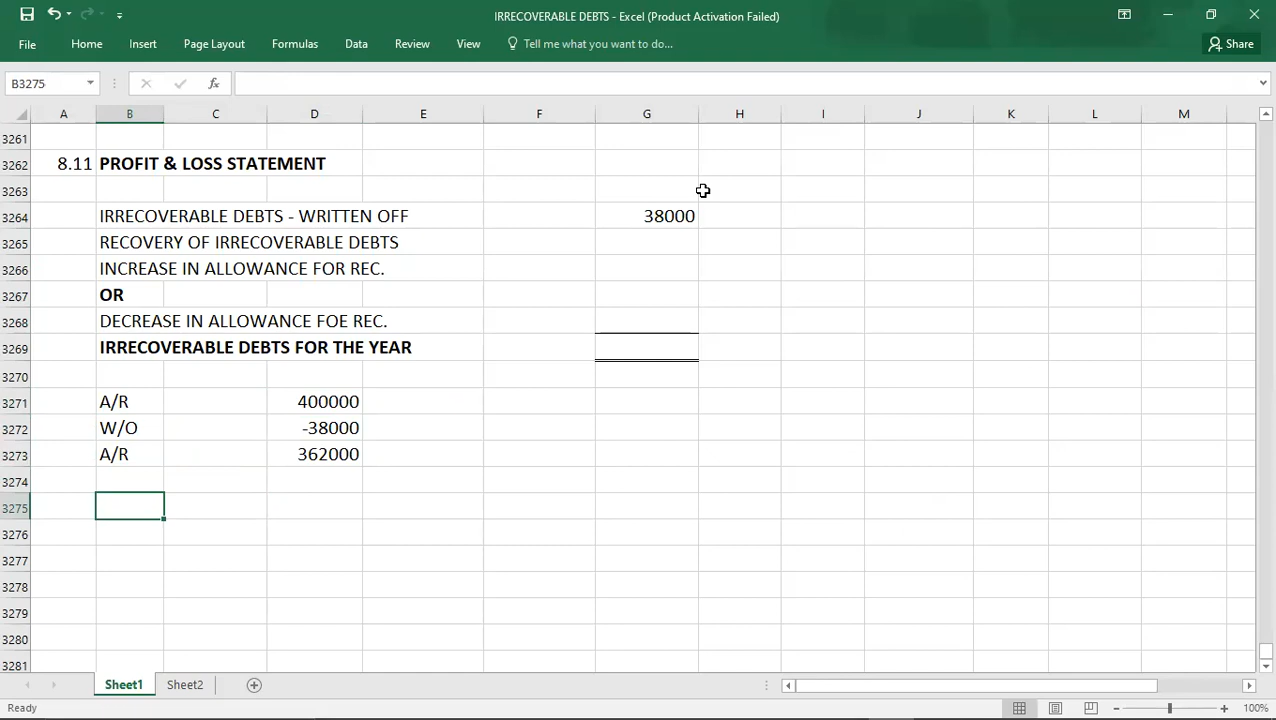 IRRECOVERABLE DEBTS - Excel (Product Activation Failed)
File Home Insert Page Layout Formulas Data Review View Tell me what you want to do... Share
B3275 fx
A B C D E F G H I J K L M
3261
3262 8.11 PROFIT & LOSS STATEMENT
3263
3264 IRRECOVERABLE DEBTS - WRITTEN OFF 38000
3265 RECOVERY OF IRRECOVERABLE DEBTS
3266 INCREASE IN ALLOWANCE FOR REC.
3267 OR
3268 DECREASE IN ALLOWANCE FOE REC.
3269 IRRECOVERABLE DEBTS FOR THE YEAR
3270
3271 A/R 400000
3272 W/O -38000
3273 A/R 362000
3274
3275
3276
3277
3278
3279
3280
3281
Sheet1 Sheet2
Ready 100%